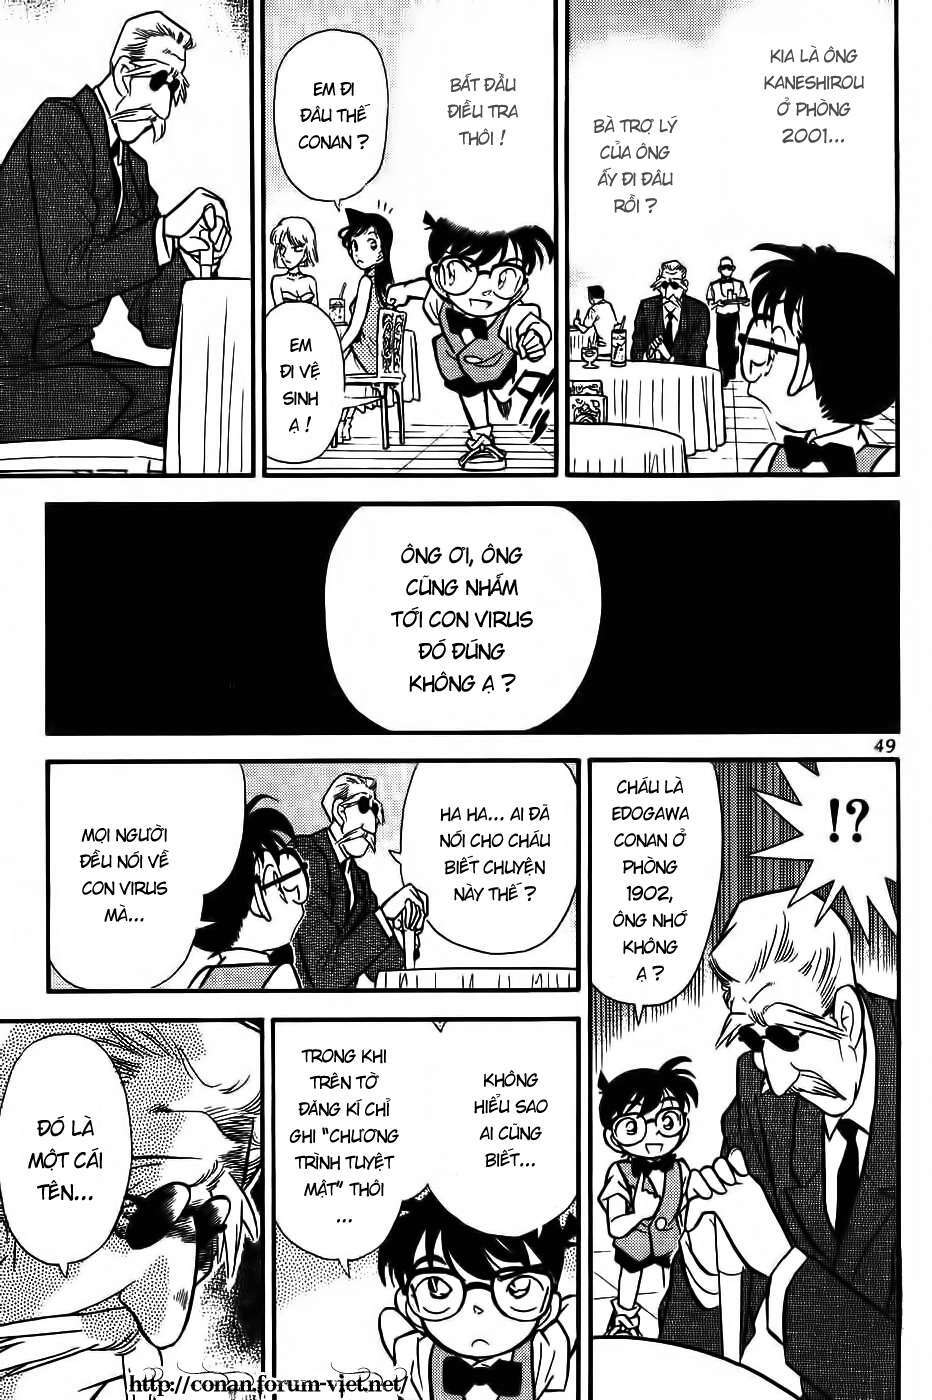 KIA LÀ ÔNG
KANESHIROU
Ở PHÒNG
2001...
BÀ TRỢ LÝ
CỦA ÔNG
ẤY ĐI ĐÂU
RỒI ?
BẮT ĐẦU
ĐIỀU TRA
THÔI !
EM ĐI
ĐÂU THẾ
CONAN ?
EM
ĐI VỆ
SINH
Ạ !
ÔNG ƠI, ÔNG
CŨNG NHẮM
TỚI CON VIRUS
ĐÓ ĐÚNG
KHÔNG Ạ ?
49
!?
CHÁU LÀ
EDOGAWA
CONAN Ở
PHÒNG
1902,
ÔNG NHỚ
KHÔNG
Ạ ?
HA HA... AI ĐÃ
NÓI CHO CHÁU
BIẾT CHUYỆN
NÀY THẾ ?
MỌI NGƯỜI
ĐỀU NÓI VỀ
CON VIRUS
MÀ...
KHÔNG
HIỂU SAO
AI CŨNG
BIẾT...
TRONG KHI
TRÊN TỜ
ĐĂNG KÍ CHỈ
GHI "CHƯƠNG
TRÌNH TUYỆT
MẬT" THÔI
...
ĐÓ LÀ
MỘT CÁI
TÊN...
http://conan.forum-viet.net/